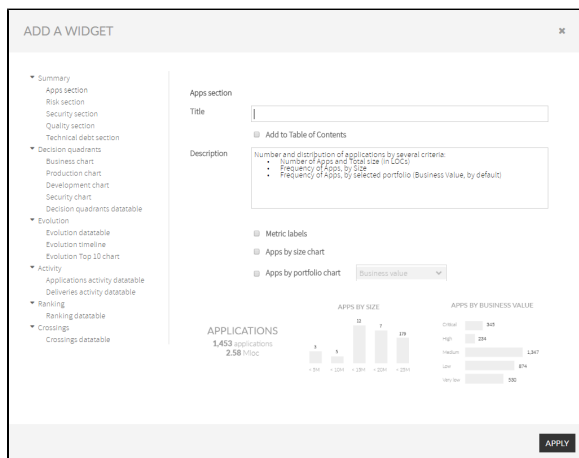 ADD A WIDGET
Summary
Apps section
Risk section
Security section
Quality section
Technical debt section
Decision quadrants
Business chart
Production chart
Development chart
Security chart
Decision quadrants datatable
Evolution
Evolution datatable
Evolution timeline
Evolution Top 10 chart
Activity
Applications activity datatable
Deliveries activity datatable
Ranking
Ranking datatable
Crossings
Crossings datatable
Apps section
Title
Add to Table of Contents
Description
Number and distribution of applications by several criteria:
• Number of Apps and Total size (in LOCs)
• Frequency of Apps, by Size
• Frequency of Apps, by selected portfolio (Business Value, by default)
Metric labels
Apps by size chart
Apps by portfolio chart
Business value
APPLICATIONS
1,453 applications
2.58 Mloc
APPS BY SIZE
APPS BY BUSINESS VALUE
Critical 345
High 234
Medium 1,347
Low 874
Very low
APPLY